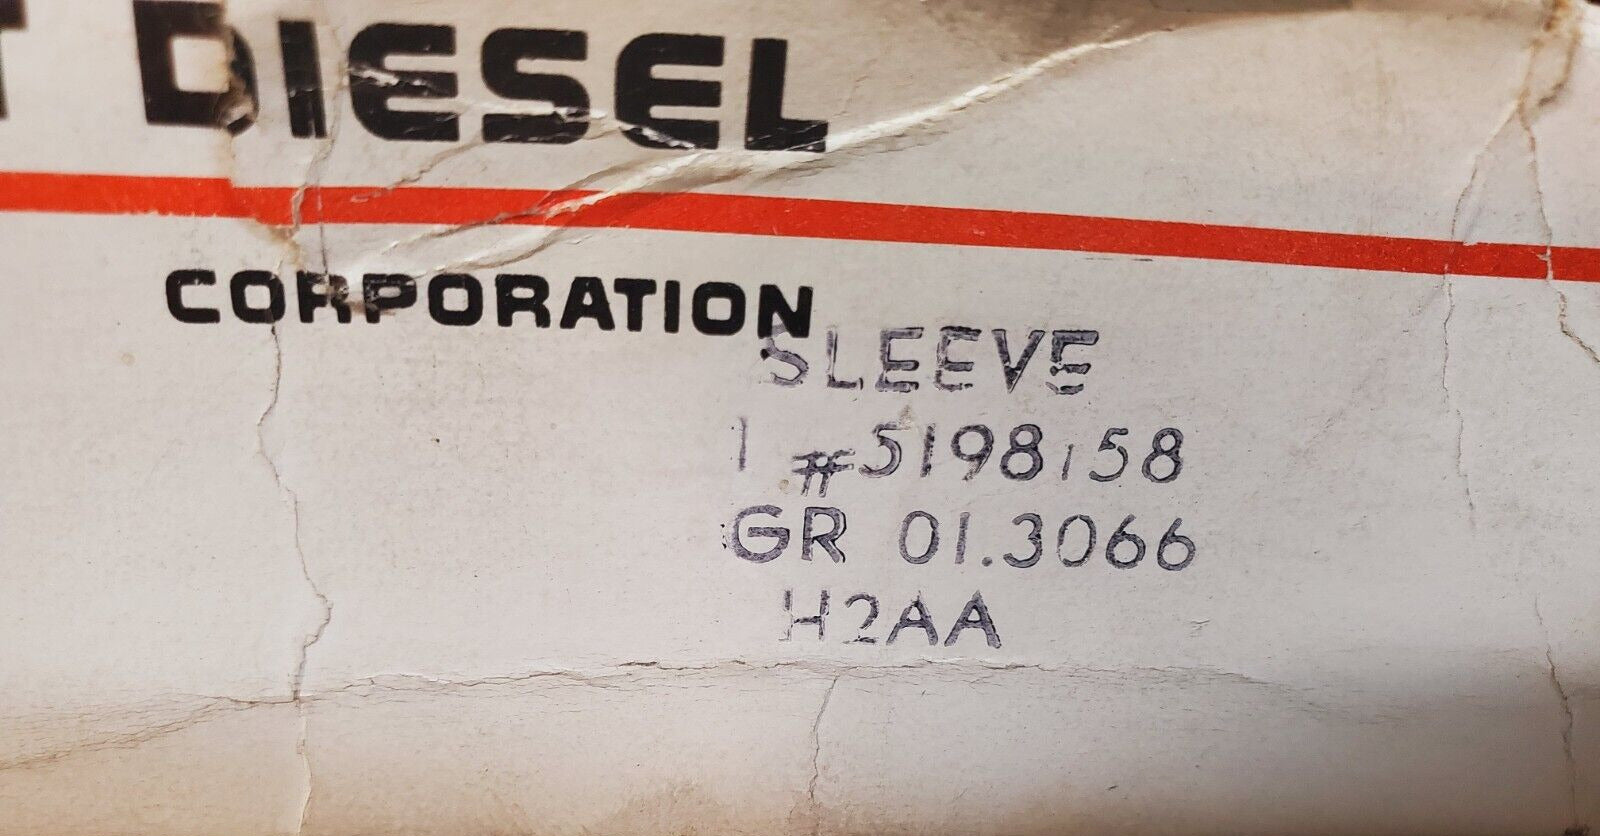 T DIESEL
CORPORATION
SLEEVE
1 #5198158
GR 01.3066
H2AA